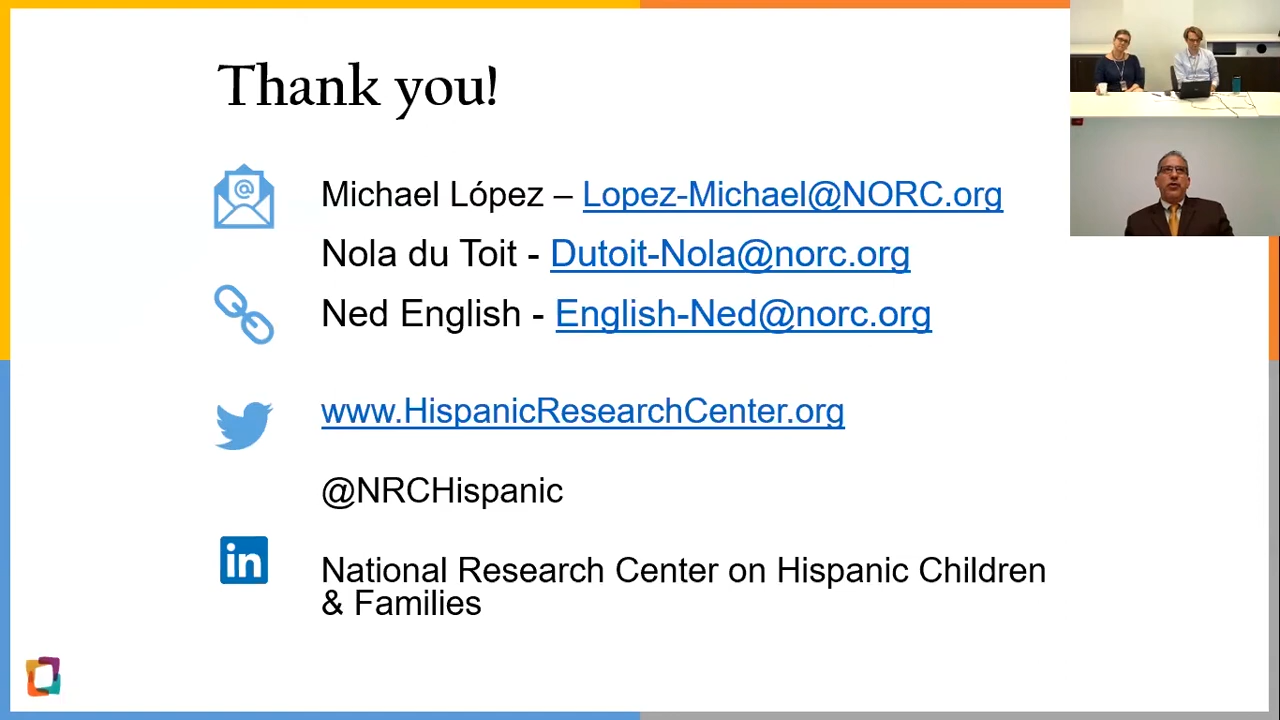 Thank you!
Michael López – Lopez-Michael@NORC.org
Nola du Toit - Dutoit-Nola@norc.org
Ned English - English-Ned@norc.org
www.HispanicResearchCenter.org
@NRCHispanic
in
National Research Center on Hispanic Children
& Families